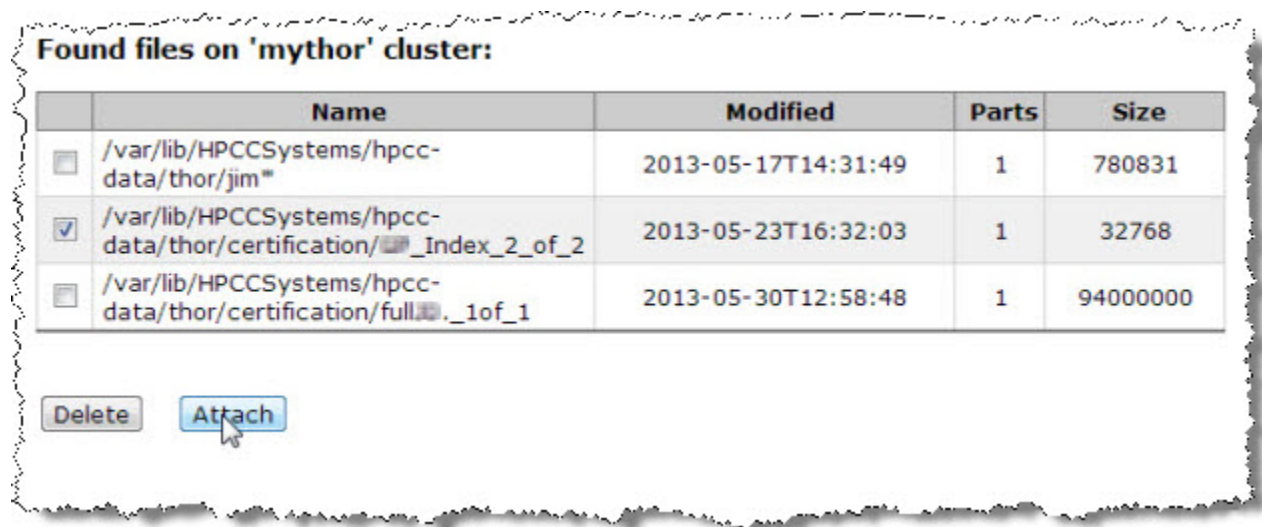 Found files on 'mythor' cluster:
Name Modified Parts Size
/var/lib/HPCCSystems/hpcc-
data/thor/jim* 2013-05-17T14:31:49 1 780831
/var/lib/HPCCSystems/hpcc-
data/thor/certification/ _Index_2_of_2 2013-05-23T16:32:03 1 32768
/var/lib/HPCCSystems/hpcc-
data/thor/certification/full ._1of_1 2013-05-30T12:58:48 1 94000000
Delete Attach